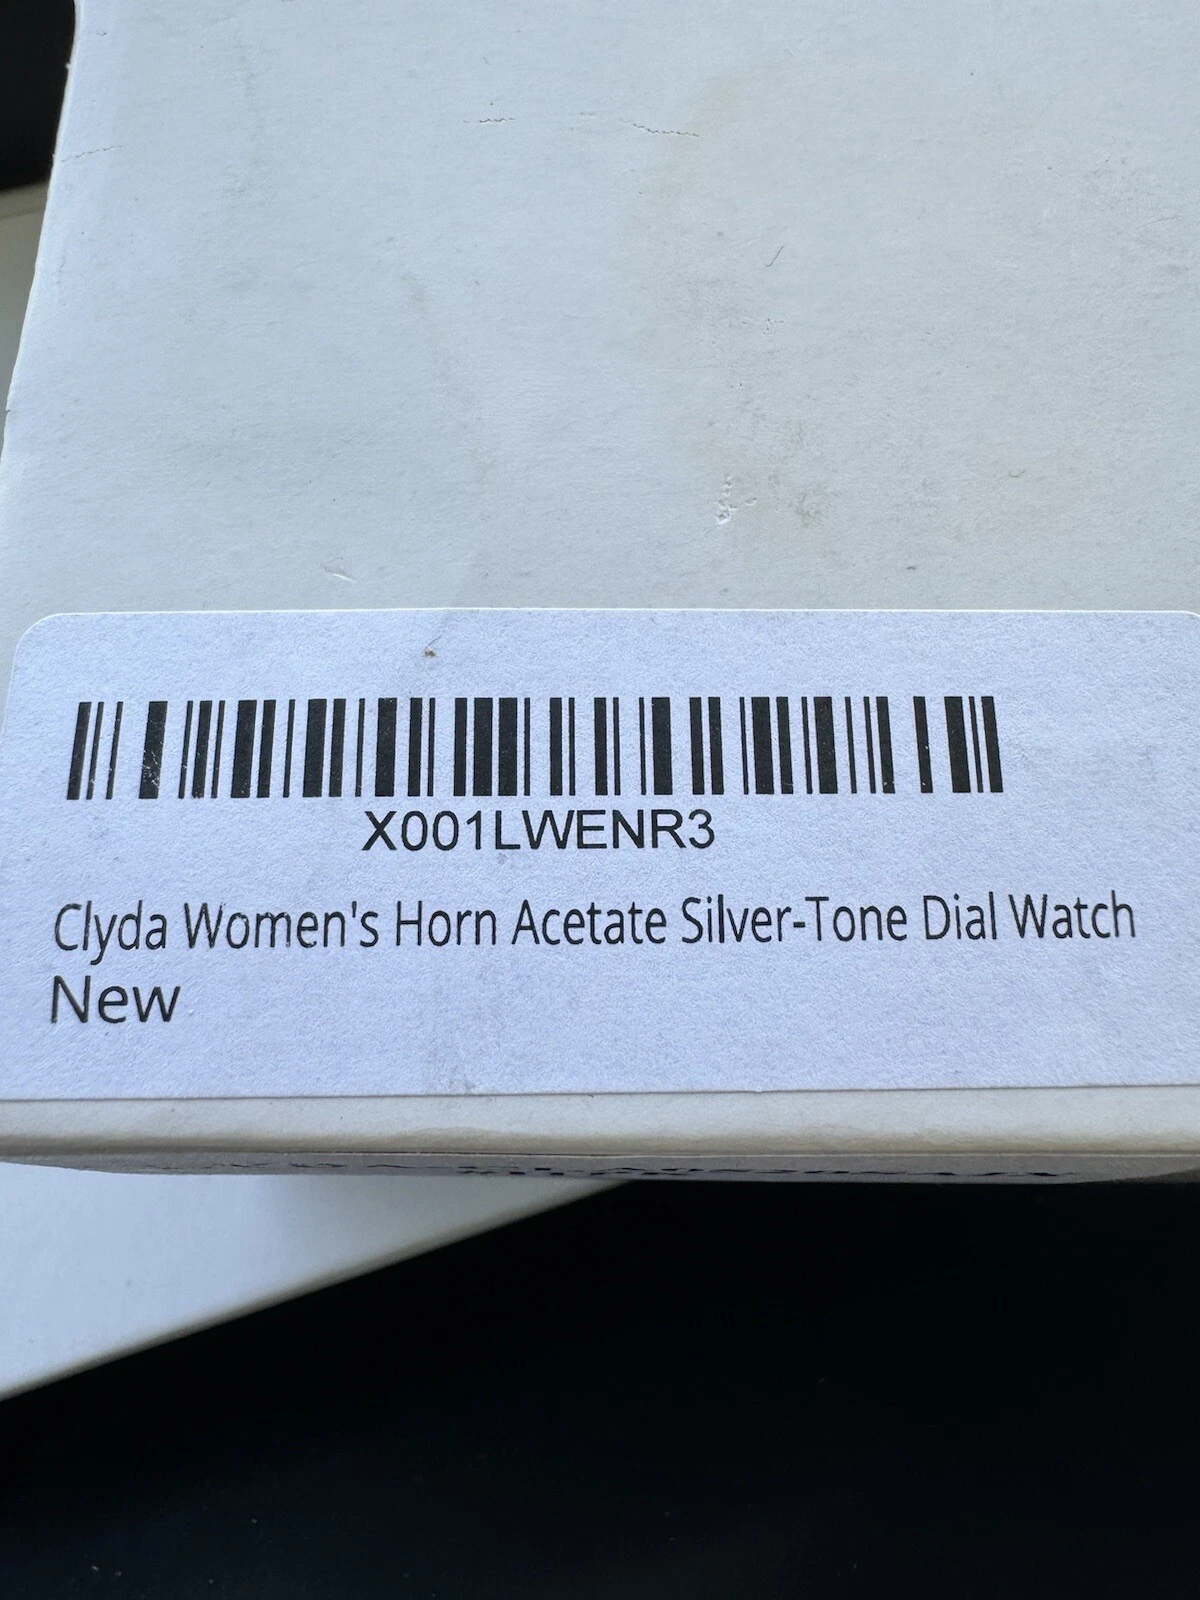 X001LWENR3
Clyda Women's Horn Acetate Silver-Tone Dial Watch
New